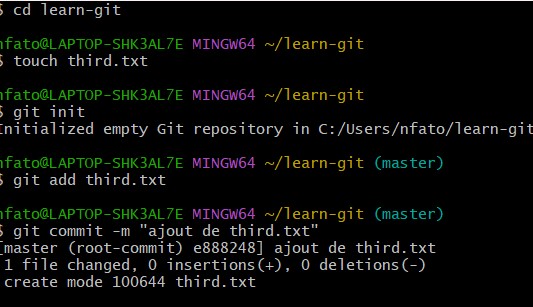 $ cd learn-git
nfato@LAPTOP-SHK3AL7E MINGW64 ~/learn-git
$ touch third.txt
nfato@LAPTOP-SHK3AL7E MINGW64 ~/learn-git
$ git init
Initialized empty Git repository in C:/Users/nfato/learn-git
nfato@LAPTOP-SHK3AL7E MINGW64 ~/learn-git (master)
$ git add third.txt
nfato@LAPTOP-SHK3AL7E MINGW64 ~/learn-git (master)
$ git commit -m "ajout de third.txt"
[master (root-commit) e888248] ajout de third.txt
1 file changed, 0 insertions(+), 0 deletions(-)
create mode 100644 third.txt